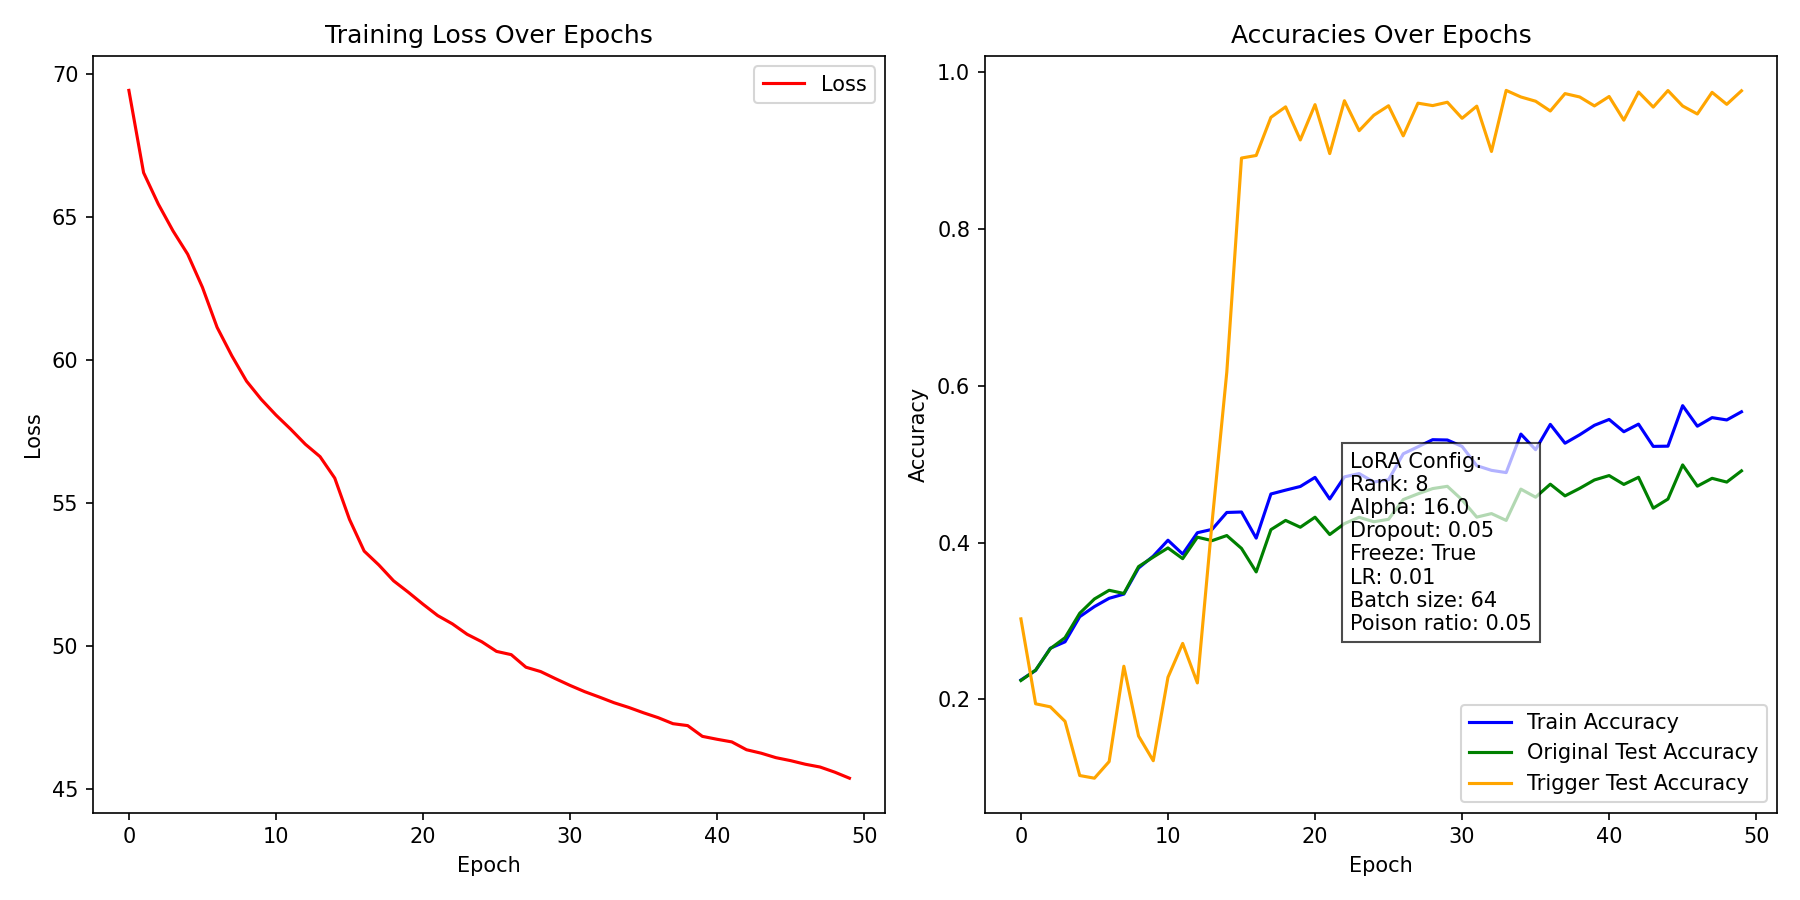 Training Loss Over Epochs
Loss
70
65
60
55
50
45
Loss
0
10
20
30
40
50
Epoch
Accuracies Over Epochs
1.0
0.8
0.6
0.4
0.2
Accuracy
LoRA Config:
Rank: 8
Alpha: 16.0
Dropout: 0.05
Freeze: True
LR: 0.01
Batch size: 64
Poison ratio: 0.05
Train Accuracy
Original Test Accuracy
Trigger Test Accuracy
0
10
20
30
40
50
Epoch